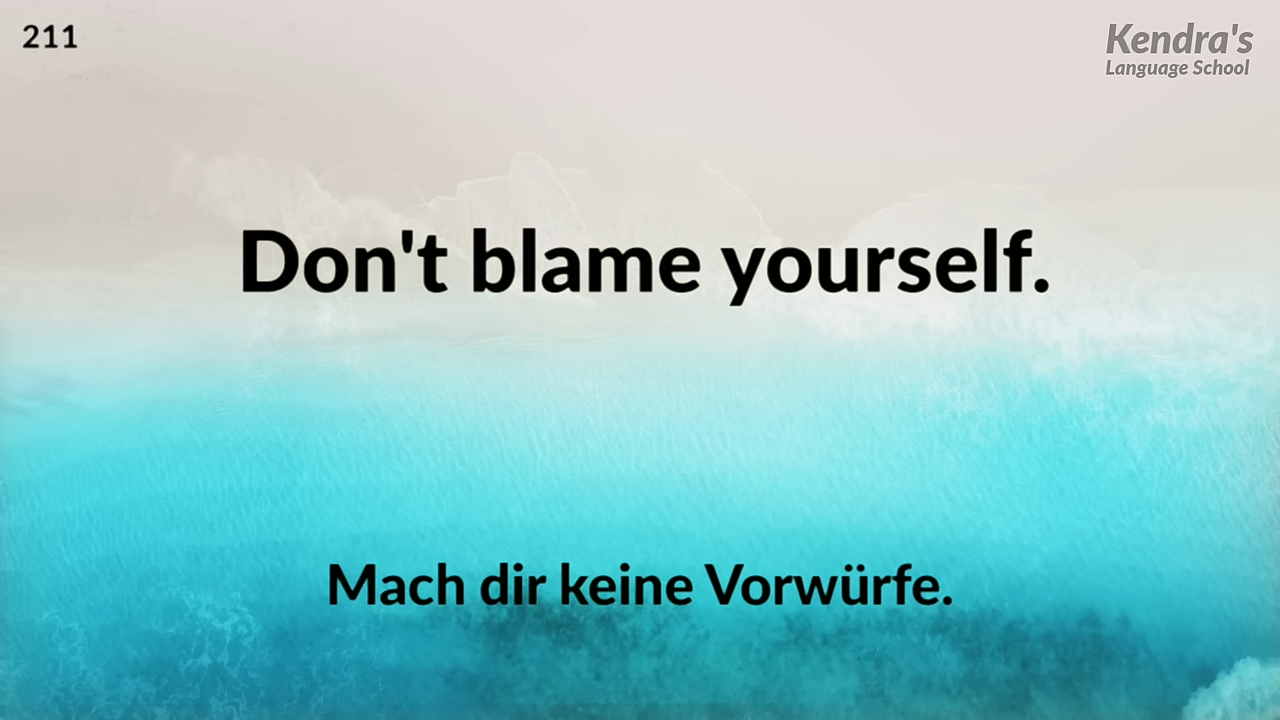 211
Kendra's
Language School
Don't blame yourself.
Mach dir keine Vorwürfe.